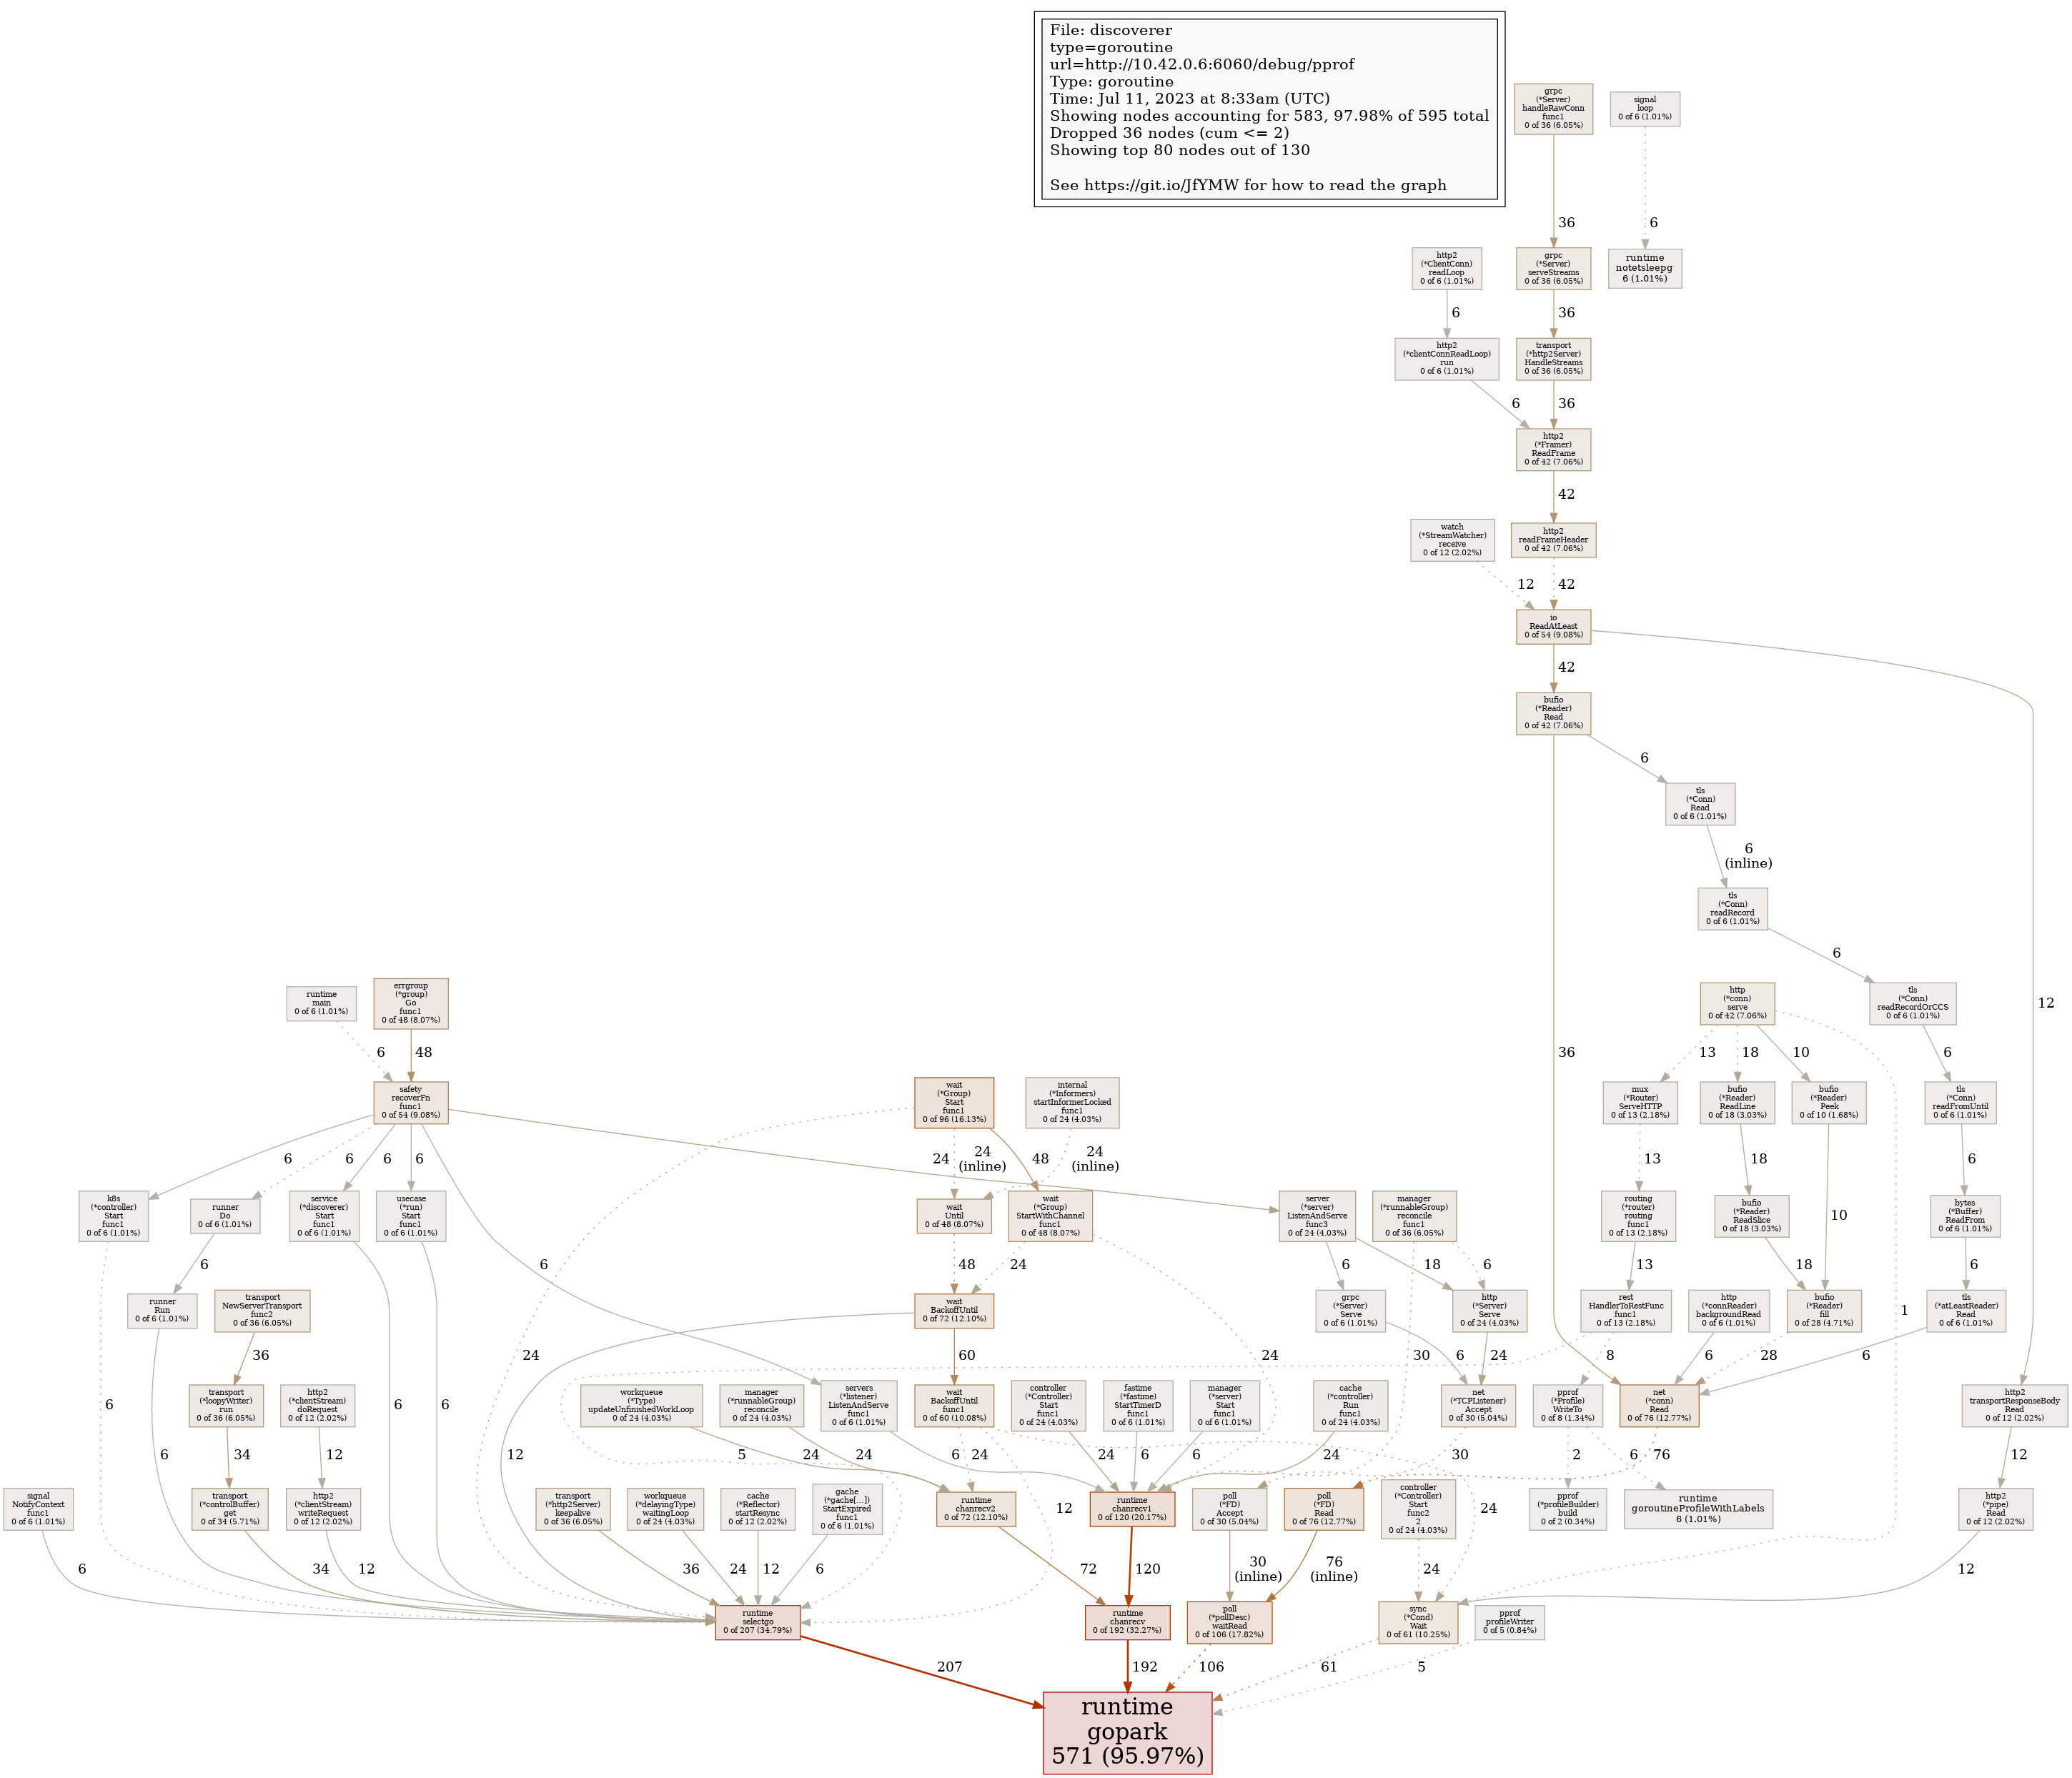 File: discoverer
type=goroutine
url=http://10.42.0.6:6060/debug/pprof
Type: goroutine
Time: Jul 11, 2023 at 8:33am (UTC)
Showing nodes accounting for 583, 97.98% of 595 total
Dropped 36 nodes (cum <= 2)
Showing top 80 nodes out of 130
See https://git.io/JfYMW for how to read the graph
grpc
(*Server)
handleRawConn
func1
0 of 36 (6.05%)
signal
loop
0 of 6 (1.01%)
36
6
http2
(*ClientConn)
readLoop
0 of 6 (1.01%)
grpc
(*Server)
serveStreams
0 of 36 (6.05%)
runtime
notetsleepg
6 (1.01%)
6
36
http2
(*clientConnReadLoop)
run
0 of 6 (1.01%)
transport
(*http2Server)
HandleStreams
0 of 36 (6.05%)
6
36
http2
(*Framer)
ReadFrame
0 of 42 (7.06%)
42
watch
(*StreamWatcher)
receive
0 of 12 (2.02%)
http2
readFrameHeader
0 of 42 (7.06%)
12
42
io
ReadAtLeast
0 of 54 (9.08%)
42
12
bufio
(*Reader)
Read
0 of 42 (7.06%)
6
36
tls
(*Conn)
Read
0 of 6 (1.01%)
6
(inline)
tls
(*Conn)
readRecord
0 of 6 (1.01%)
6
runtime
main
0 of 6 (1.01%)
errgroup
(*group)
Go
func1
0 of 48 (8.07%)
http
(*conn)
serve
0 of 42 (7.06%)
tls
(*Conn)
readRecordOrCCS
0 of 6 (1.01%)
6
48
13
18
10
1
6
safety
recoverFn
func1
0 of 54 (9.08%)
wait
(*Group)
Start
func1
0 of 96 (16.13%)
internal
(*Informers)
startInformerLocked
func1
0 of 24 (4.03%)
mux
(*Router)
ServeHTTP
0 of 13 (2.18%)
bufio
(*Reader)
ReadLine
0 of 18 (3.03%)
bufio
(*Reader)
Peek
0 of 10 (1.68%)
tls
(*Conn)
readFromUntil
0 of 6 (1.01%)
6
6
6
6
6
24
24
24
(inline)
48
24
(inline)
13
18
10
6
k8s
(*controller)
Start
func1
0 of 6 (1.01%)
runner
Do
0 of 6 (1.01%)
service
(*discoverer)
Start
func1
0 of 6 (1.01%)
usecase
(*run)
Start
func1
0 of 6 (1.01%)
wait
Until
0 of 48 (8.07%)
wait
(*Group)
StartWithChannel
func1
0 of 48 (8.07%)
server
(*server)
ListenAndServe
func3
0 of 24 (4.03%)
manager
(*runnableGroup)
reconcile
func1
0 of 36 (6.05%)
routing
(*router)
routing
func1
0 of 13 (2.18%)
bufio
(*Reader)
ReadSlice
0 of 18 (3.03%)
bytes
(*Buffer)
ReadFrom
0 of 6 (1.01%)
6
6
6
6
48
24
24
6
18
6
30
13
18
6
runner
Run
0 of 6 (1.01%)
transport
NewServerTransport
func2
0 of 36 (6.05%)
wait
BackoffUntil
0 of 72 (12.10%)
grpc
(*Server)
Serve
0 of 6 (1.01%)
http
(*Server)
Serve
0 of 24 (4.03%)
rest
HandlerToRestFunc
func1
0 of 13 (2.18%)
http
(*connReader)
backgroundRead
0 of 6 (1.01%)
bufio
(*Reader)
fill
0 of 28 (4.71%)
tls
(*atLeastReader)
Read
0 of 6 (1.01%)
6
36
12
60
6
24
5
8
6
28
6
transport
(*loopyWriter)
run
0 of 36 (6.05%)
http2
(*clientStream)
doRequest
0 of 12 (2.02%)
workqueue
(*Type)
updateUnfinishedWorkLoop
0 of 24 (4.03%)
manager
(*runnableGroup)
reconcile
0 of 24 (4.03%)
servers
(*listener)
ListenAndServe
func1
0 of 6 (1.01%)
wait
BackoffUntil
func1
0 of 60 (10.08%)
controller
(*Controller)
Start
func1
0 of 24 (4.03%)
fastime
(*fastime)
StartTimerD
func1
0 of 6 (1.01%)
manager
(*server)
Start
func1
0 of 6 (1.01%)
cache
(*controller)
Run
func1
0 of 24 (4.03%)
net
(*TCPListener)
Accept
0 of 30 (5.04%)
pprof
(*Profile)
WriteTo
0 of 8 (1.34%)
net
(*conn)
Read
0 of 76 (12.77%)
http2
transportResponseBody
Read
0 of 12 (2.02%)
34
12
24
24
6
24
12
24
24
6
6
24
30
2
6
76
12
signal
NotifyContext
func1
0 of 6 (1.01%)
transport
(*controlBuffer)
get
0 of 34 (5.71%)
http2
(*clientStream)
writeRequest
0 of 12 (2.02%)
transport
(*http2Server)
keepalive
0 of 36 (6.05%)
workqueue
(*delayingType)
waitingLoop
0 of 24 (4.03%)
cache
(*Reflector)
startResync
0 of 12 (2.02%)
gache
(*gache[...])
StartExpired
func1
0 of 6 (1.01%)
runtime
chanrecv2
0 of 72 (12.10%)
runtime
chanrecv1
0 of 120 (20.17%)
poll
(*FD)
Accept
0 of 30 (5.04%)
poll
(*FD)
Read
0 of 76 (12.77%)
controller
(*Controller)
Start
func2
2
0 of 24 (4.03%)
pprof
(*profileBuilder)
build
0 of 2 (0.34%)
runtime
goroutineProfileWithLabels
6 (1.01%)
http2
(*pipe)
Read
0 of 12 (2.02%)
6
34
12
36
24
12
6
72
120
30
(inline)
76
(inline)
24
12
runtime
selectgo
0 of 207 (34.79%)
runtime
chanrecv
0 of 192 (32.27%)
poll
(*pollDesc)
waitRead
0 of 106 (17.82%)
sync
(*Cond)
Wait
0 of 61 (10.25%)
pprof
profileWriter
0 of 5 (0.84%)
207
192
106
61
5
runtime
gopark
571 (95.97%)